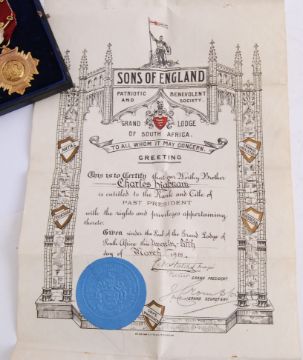 SONS OF ENGLAND
PATRIOTIC AND BENEVOLENT SOCIETY.
GRAND LODGE
OF SOUTH AFRICA.
TO ALL WHOM IT MAY CONCERN.
GREETING
This is to Certify that our Worthy Brother
Charles
is entitled to the Rank and Title of
PAST PRESIDENT
with the rights and privileges appertaining
thereto.
Given under the Seal of the Grand Lodge of
South Africa this
day of March
GRAND PRESIDENT
GRAND SECRETARY